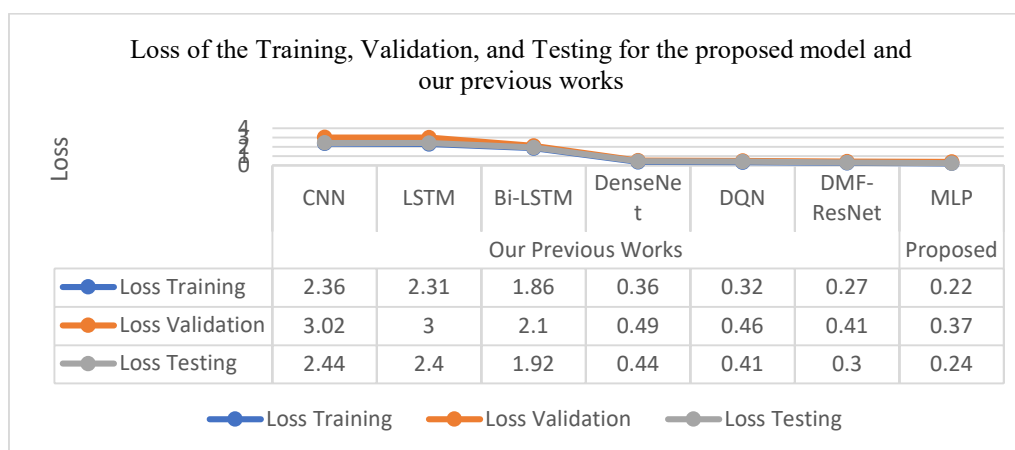 Loss of the Training, Validation, and Testing for the proposed model and
our previous works
Loss
4
3
2
1
0
CNN LSTM Bi-LSTM DenseNe DQN DMF- MLP
t ResNet
Our Previous Works Proposed
Loss Training 2.36 2.31 1.86 0.36 0.32 0.27 0.22
Loss Validation 3.02 3 2.1 0.49 0.46 0.41 0.37
Loss Testing 2.44 2.4 1.92 0.44 0.41 0.3 0.24
Loss Training Loss Validation Loss Testing